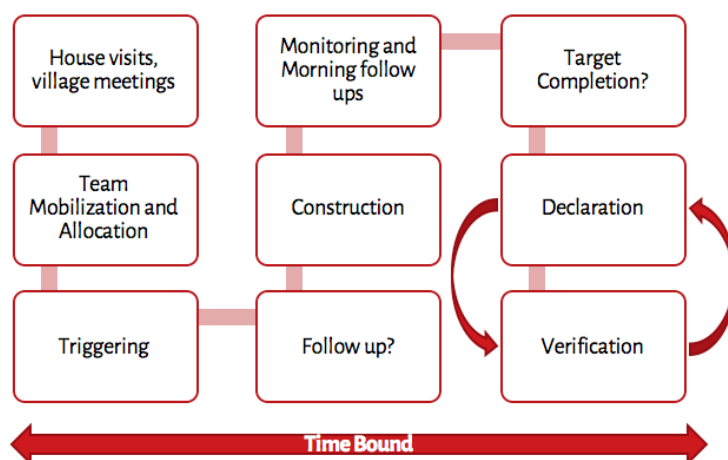 House visits,
village meetings
Team
Mobilization and
Allocation
Triggering
Follow up?
Construction
Monitoring and
Morning follow
ups
Target
Completion?
Declaration
Verification
Time Bound